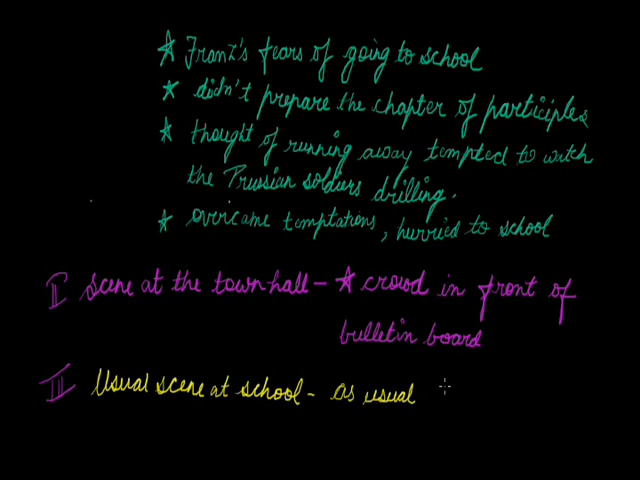 ★ Franz's fears of going to school
★ didn't prepare the chapter of participles
★ thought of running away tempted to watch
the Prussian soldiers drilling.
★ overcame temptations, hurried to school
II Scene at the town-hall - ★ crowd in front of
bulletin board
III Usual scene at school - as usual